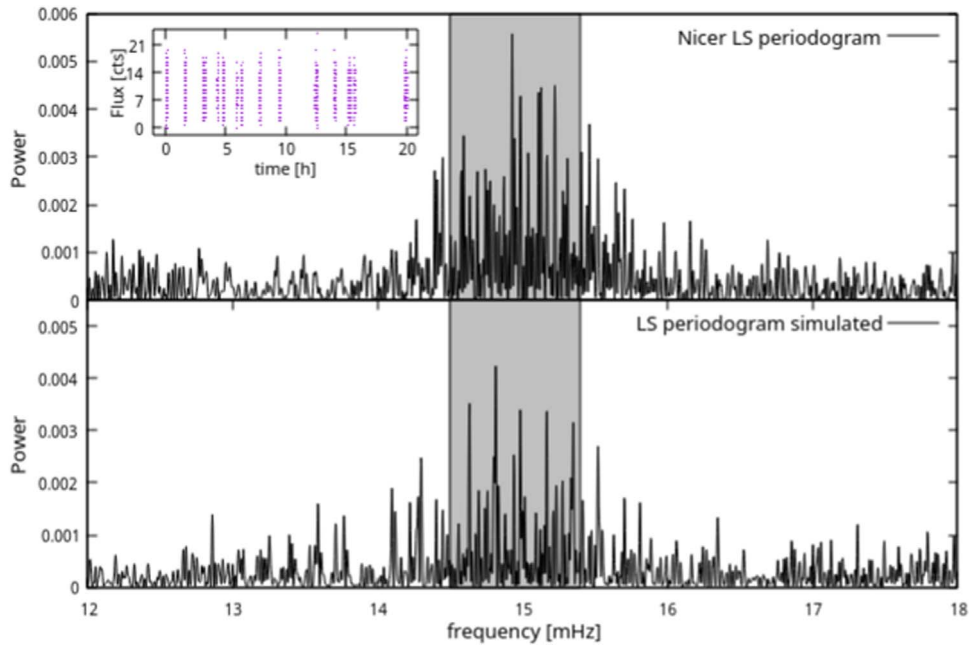 Nicer LS periodogram
Power
0.006
0.005
0.004
0.003
0.002
0.001
0
Flux [cts]
21
14
7
0
0 5 10 15 20
time [h]
LS periodogram simulated
Power
0.005
0.004
0.003
0.002
0.001
0
12 13 14 15 16 17 18
frequency [mHz]